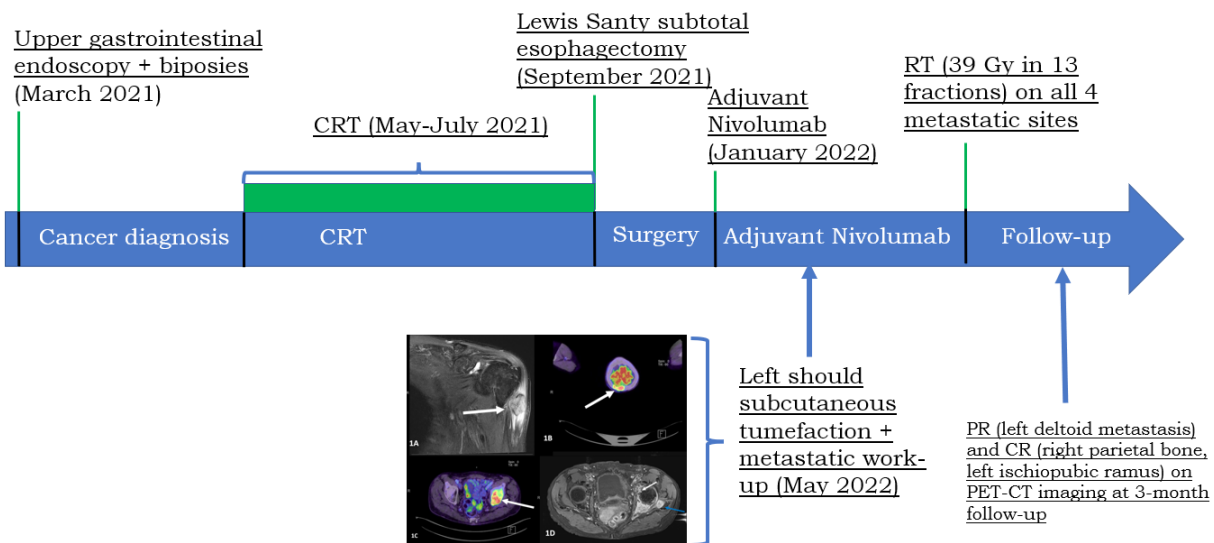 Upper gastrointestinal
endoscopy + biposies
(March 2021)
CRT (May-July 2021)
Lewis Santy subtotal
esophagectomy
(September 2021)
Adjuvant
Nivolumab
(January 2022)
RT (39 Gy in 13
fractions) on all 4
metastatic sites
Cancer diagnosis
CRT
Surgery
Adjuvant Nivolumab
Follow-up
1A
1B
1C
1D
Left should
subcutaneous
tumefaction +
metastatic work-
up (May 2022)
PR (left deltoid metastasis)
and CR (right parietal bone,
left ischiopubic ramus) on
PET-CT imaging at 3-month
follow-up